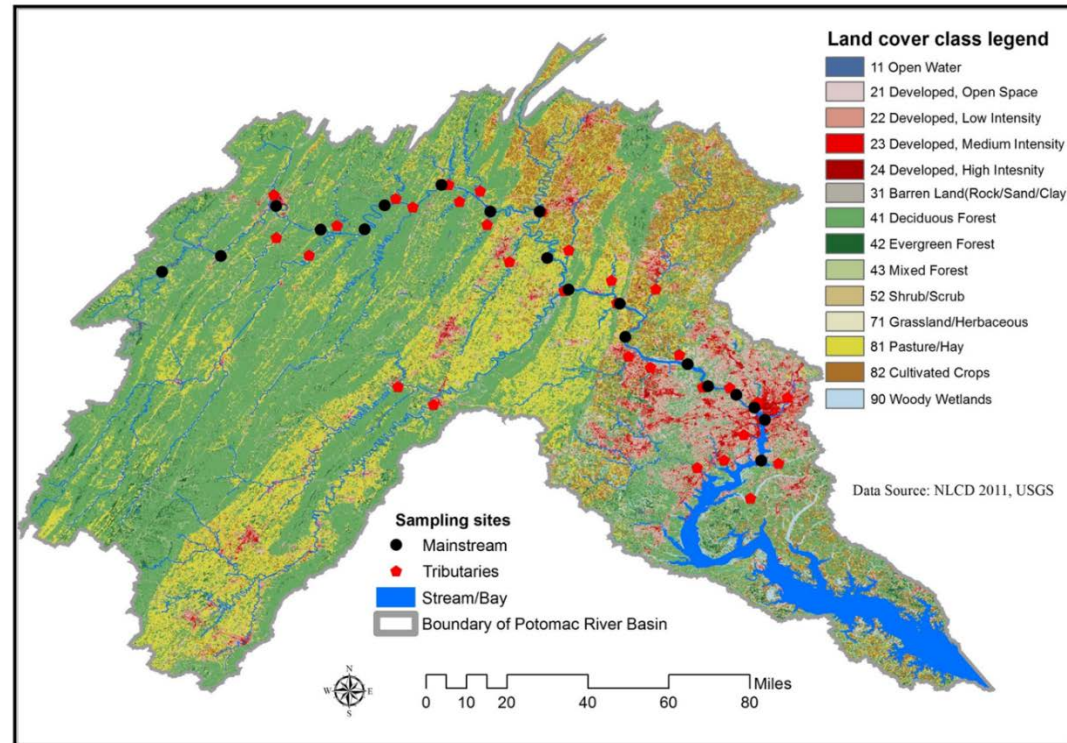 Land cover class legend
11 Open Water
21 Developed, Open Space
22 Developed, Low Intensity
23 Developed, Medium Intensity
24 Developed, High Intesnity
31 Barren Land(Rock/Sand/Clay
41 Deciduous Forest
42 Evergreen Forest
43 Mixed Forest
52 Shrub/Scrub
71 Grassland/Herbaceous
81 Pasture/Hay
82 Cultivated Crops
90 Woody Wetlands
Data Source: NLCD 2011, USGS
Sampling sites
Mainstream
Tributaries
Stream/Bay
Boundary of Potomac River Basin
N
W E
S
Miles
0 10 20 40 60 80